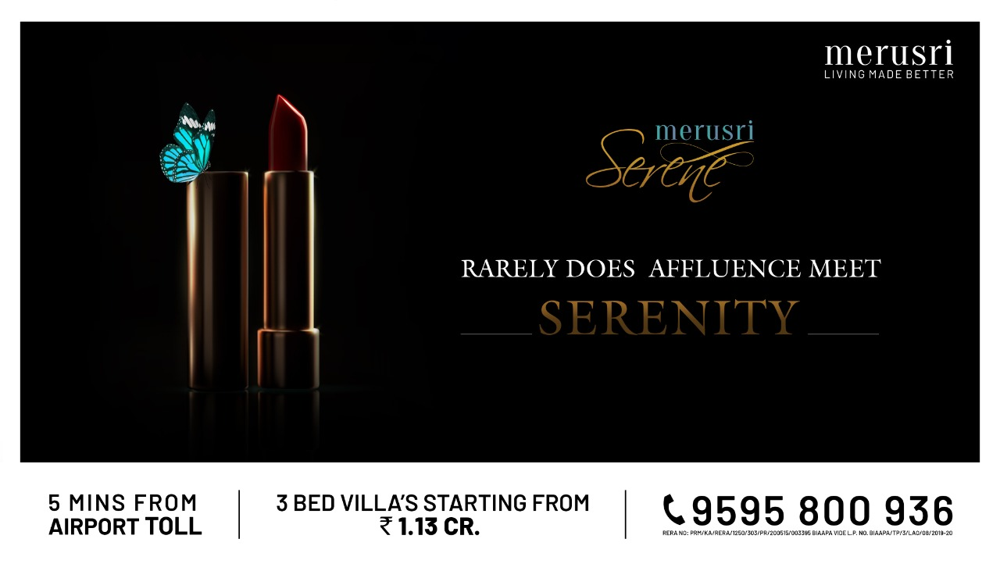 merusri
LIVING MADE BETTER
merusri
Serene
RARELY DOES AFFLUENCE MEET
SERENITY
5 MINS FROM
AIRPORT TOLL
3 BED VILLA'S STARTING FROM
₹ 1.13 CR.
9595 800 936
RERA NO: PRM/KA/RERA/1250/303/PR/200515/003395 BIAAPA VIDE L.P. NO. BIAAPA/TP/3/LAO/08/2019-20